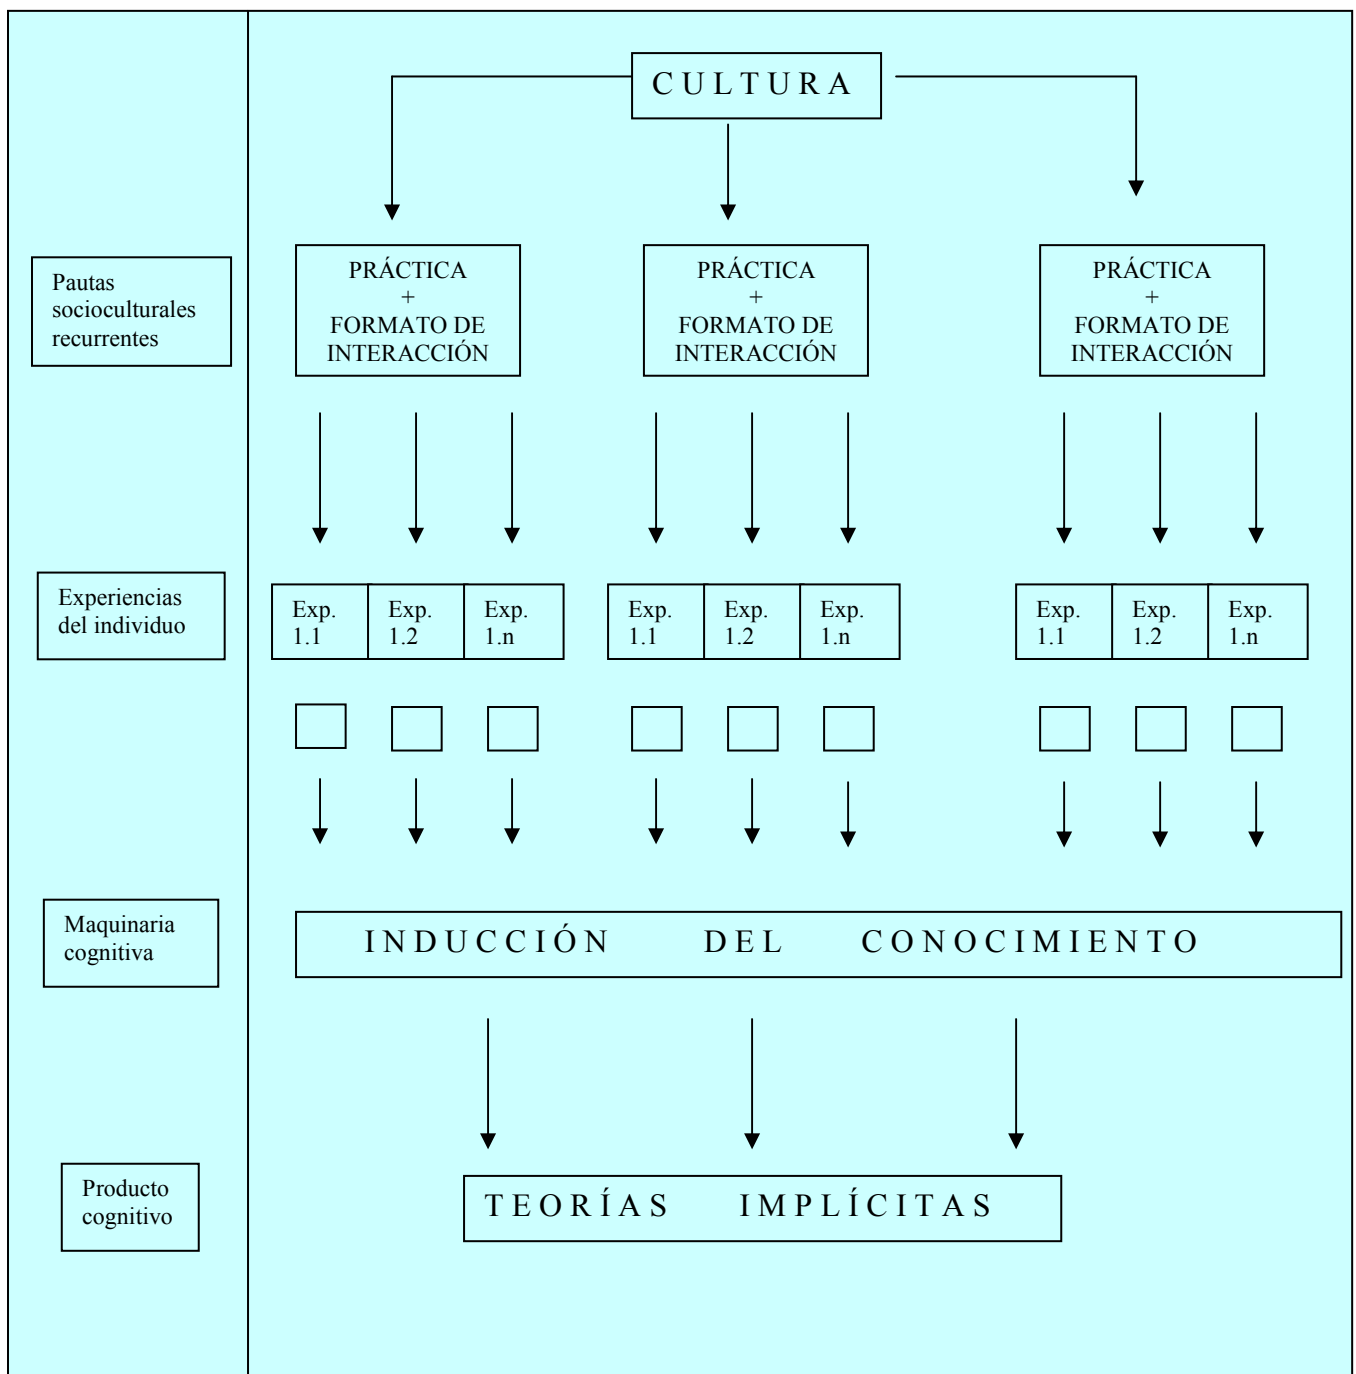 CULTURA
Pautas
socioculturales
recurrentes
PRÁCTICA
+
FORMATO DE
INTERACCIÓN
PRÁCTICA
+
FORMATO DE
INTERACCIÓN
PRÁCTICA
+
FORMATO DE
INTERACCIÓN
Experiencias
del individuo
Exp.
1.1
Exp.
1.2
Exp.
1.n
Exp.
1.1
Exp.
1.2
Exp.
1.n
Exp.
1.1
Exp.
1.2
Exp.
1.n
Maquinaria
cognitiva
INDUCCIÓN DEL CONOCIMIENTO
Producto
cognitivo
TEORÍAS IMPLÍCITAS